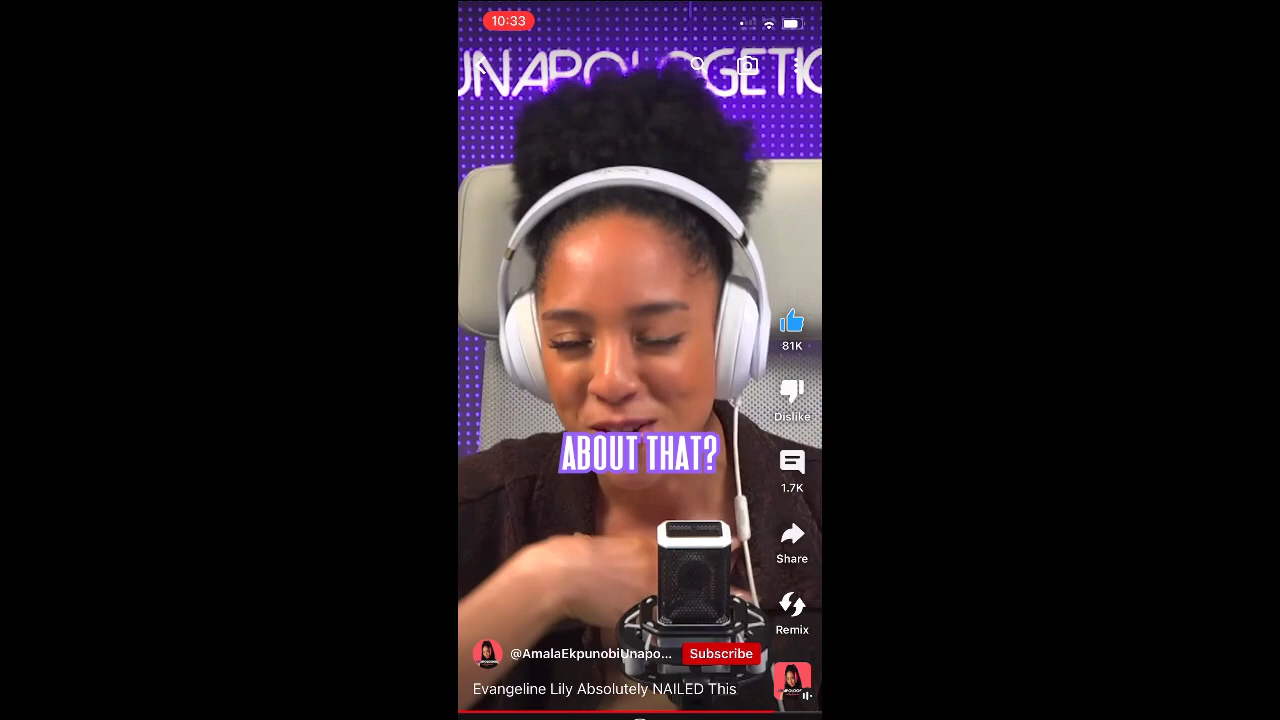 10:33
UNAPOLOGETIC
81K
Dislike
ABOUT THAT?
1.7K
Share
Remix
@AmalaEkpunobiUnapo...
Subscribe
Evangeline Lily Absolutely NAILED This